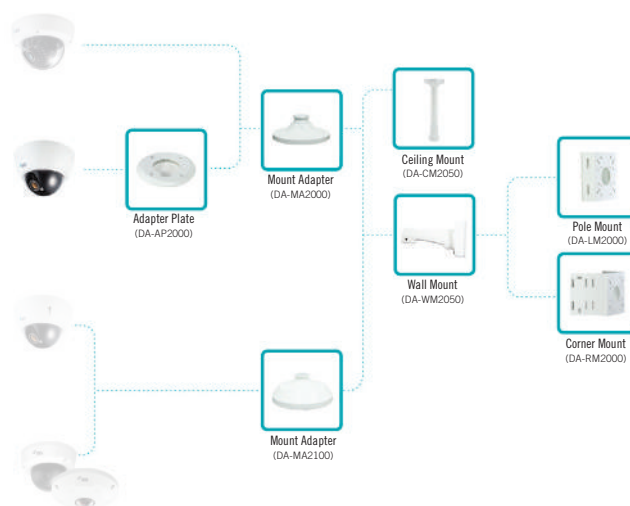 Ceiling Mount
(DA-CM2050)
Mount Adapter
(DA-MA2000)
Adapter Plate
(DA-AP2000)
Pole Mount
(DA-LM2000)
Wall Mount
(DA-WM2050)
Corner Mount
(DA-RM2000)
Mount Adapter
(DA-MA2100)